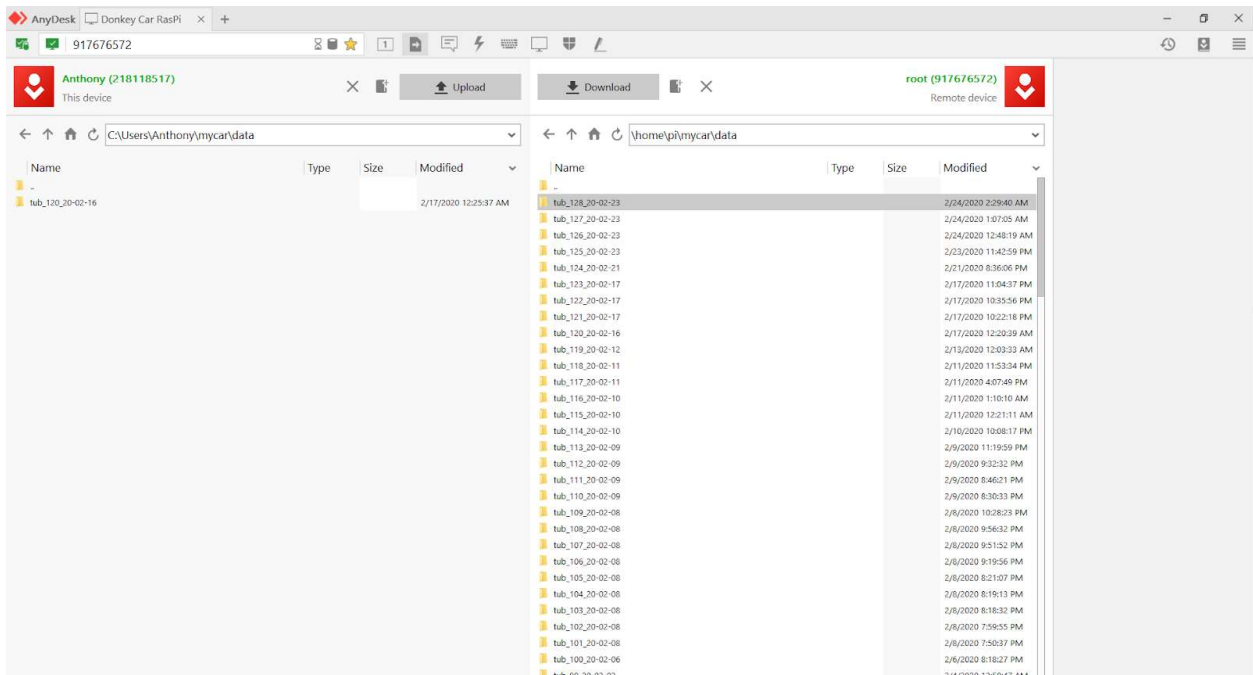 AnyDesk Donkey Car RasPi × +
917676572 1
Anthony (218118517)
This device
Upload
Download
root (917676572)
Remote device
C:\Users\Anthony\mycar\data
\home\pi\mycar\data
Name Type Size Modified
..
tub_120_20-02-16 2/17/2020 12:25:37 AM
Name Type Size Modified
..
tub_128_20-02-23 2/24/2020 2:29:40 AM
tub_127_20-02-23 2/24/2020 1:07:05 AM
tub_126_20-02-23 2/24/2020 12:48:19 AM
tub_125_20-02-23 2/23/2020 11:42:59 PM
tub_124_20-02-21 2/21/2020 8:36:06 PM
tub_123_20-02-17 2/17/2020 11:04:37 PM
tub_122_20-02-17 2/17/2020 10:35:56 PM
tub_121_20-02-17 2/17/2020 10:22:18 PM
tub_120_20-02-16 2/17/2020 12:20:39 AM
tub_119_20-02-12 2/13/2020 12:03:33 AM
tub_118_20-02-11 2/11/2020 11:53:34 PM
tub_117_20-02-11 2/11/2020 4:07:49 PM
tub_116_20-02-10 2/11/2020 1:10:10 AM
tub_115_20-02-10 2/11/2020 12:21:11 AM
tub_114_20-02-10 2/10/2020 10:08:17 PM
tub_113_20-02-09 2/9/2020 11:19:59 PM
tub_112_20-02-09 2/9/2020 9:32:32 PM
tub_111_20-02-09 2/9/2020 8:46:21 PM
tub_110_20-02-09 2/9/2020 8:30:33 PM
tub_109_20-02-08 2/8/2020 10:28:23 PM
tub_108_20-02-08 2/8/2020 9:56:32 PM
tub_107_20-02-08 2/8/2020 9:51:52 PM
tub_106_20-02-08 2/8/2020 9:19:56 PM
tub_105_20-02-08 2/8/2020 8:21:07 PM
tub_104_20-02-08 2/8/2020 8:19:13 PM
tub_103_20-02-08 2/8/2020 8:18:32 PM
tub_102_20-02-08 2/8/2020 7:59:55 PM
tub_101_20-02-08 2/8/2020 7:50:37 PM
tub_100_20-02-06 2/6/2020 8:18:27 PM